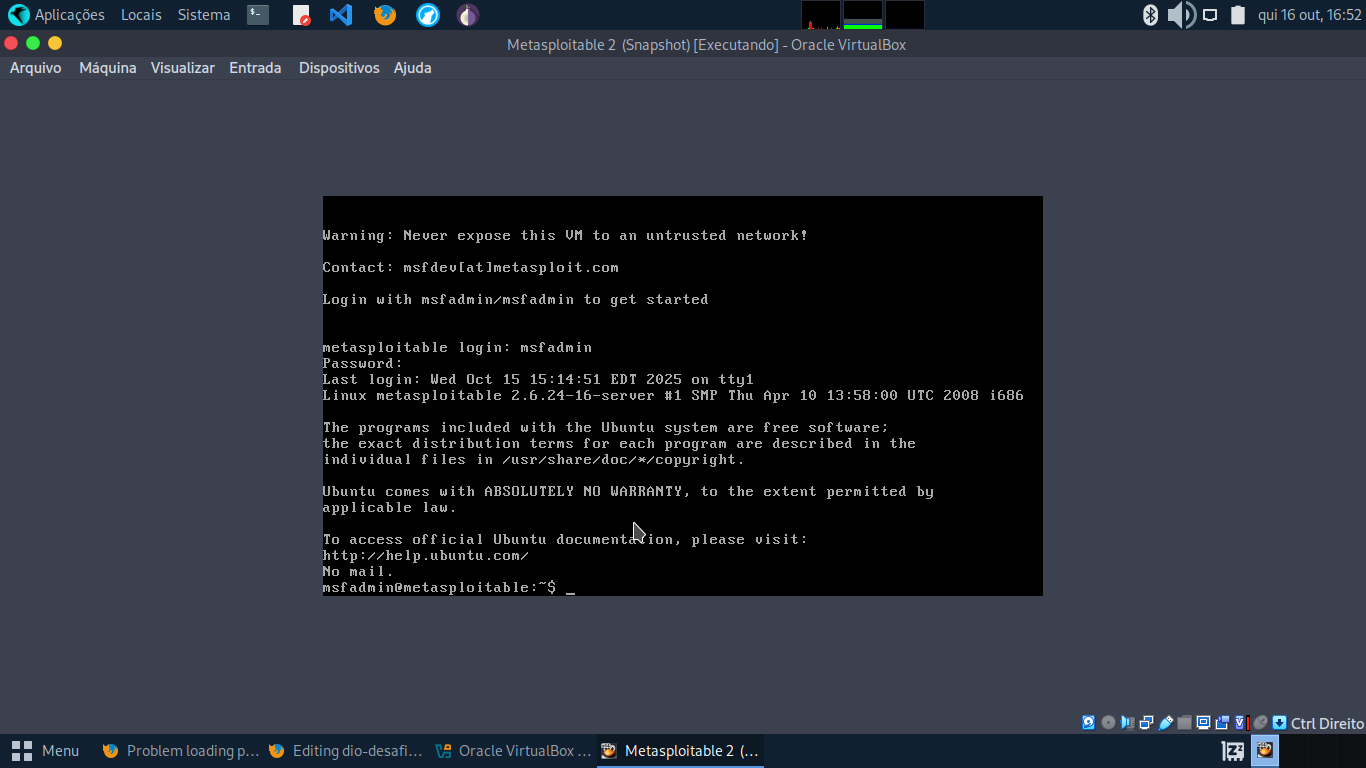 Aplicações Locais Sistema qui 16 out, 16:52
Metasploitable 2 (Snapshot) [Executando] - Oracle VirtualBox
Arquivo Máquina Visualizar Entrada Dispositivos Ajuda
Warning: Never expose this VM to an untrusted network!
Contact: msfdev[at]metasploit.com
Login with msfadmin/msfadmin to get started
metasploitable login: msfadmin
Password:
Last login: Wed Oct 15 15:14:51 EDT 2025 on tty1
Linux metasploitable 2.6.24-16-server #1 SMP Thu Apr 10 13:58:00 UTC 2008 i686
The programs included with the Ubuntu system are free software;
the exact distribution terms for each program are described in the
individual files in /usr/share/doc/*/copyright.
Ubuntu comes with ABSOLUTELY NO WARRANTY, to the extent permitted by
applicable law.
To access official Ubuntu documentation, please visit:
http://help.ubuntu.com/
No mail.
msfadmin@metasploitable:~$ _
Ctrl Direito
Menu Problem loading p... Editing dio-desafi... Oracle VirtualBox ... Metasploitable 2 (...